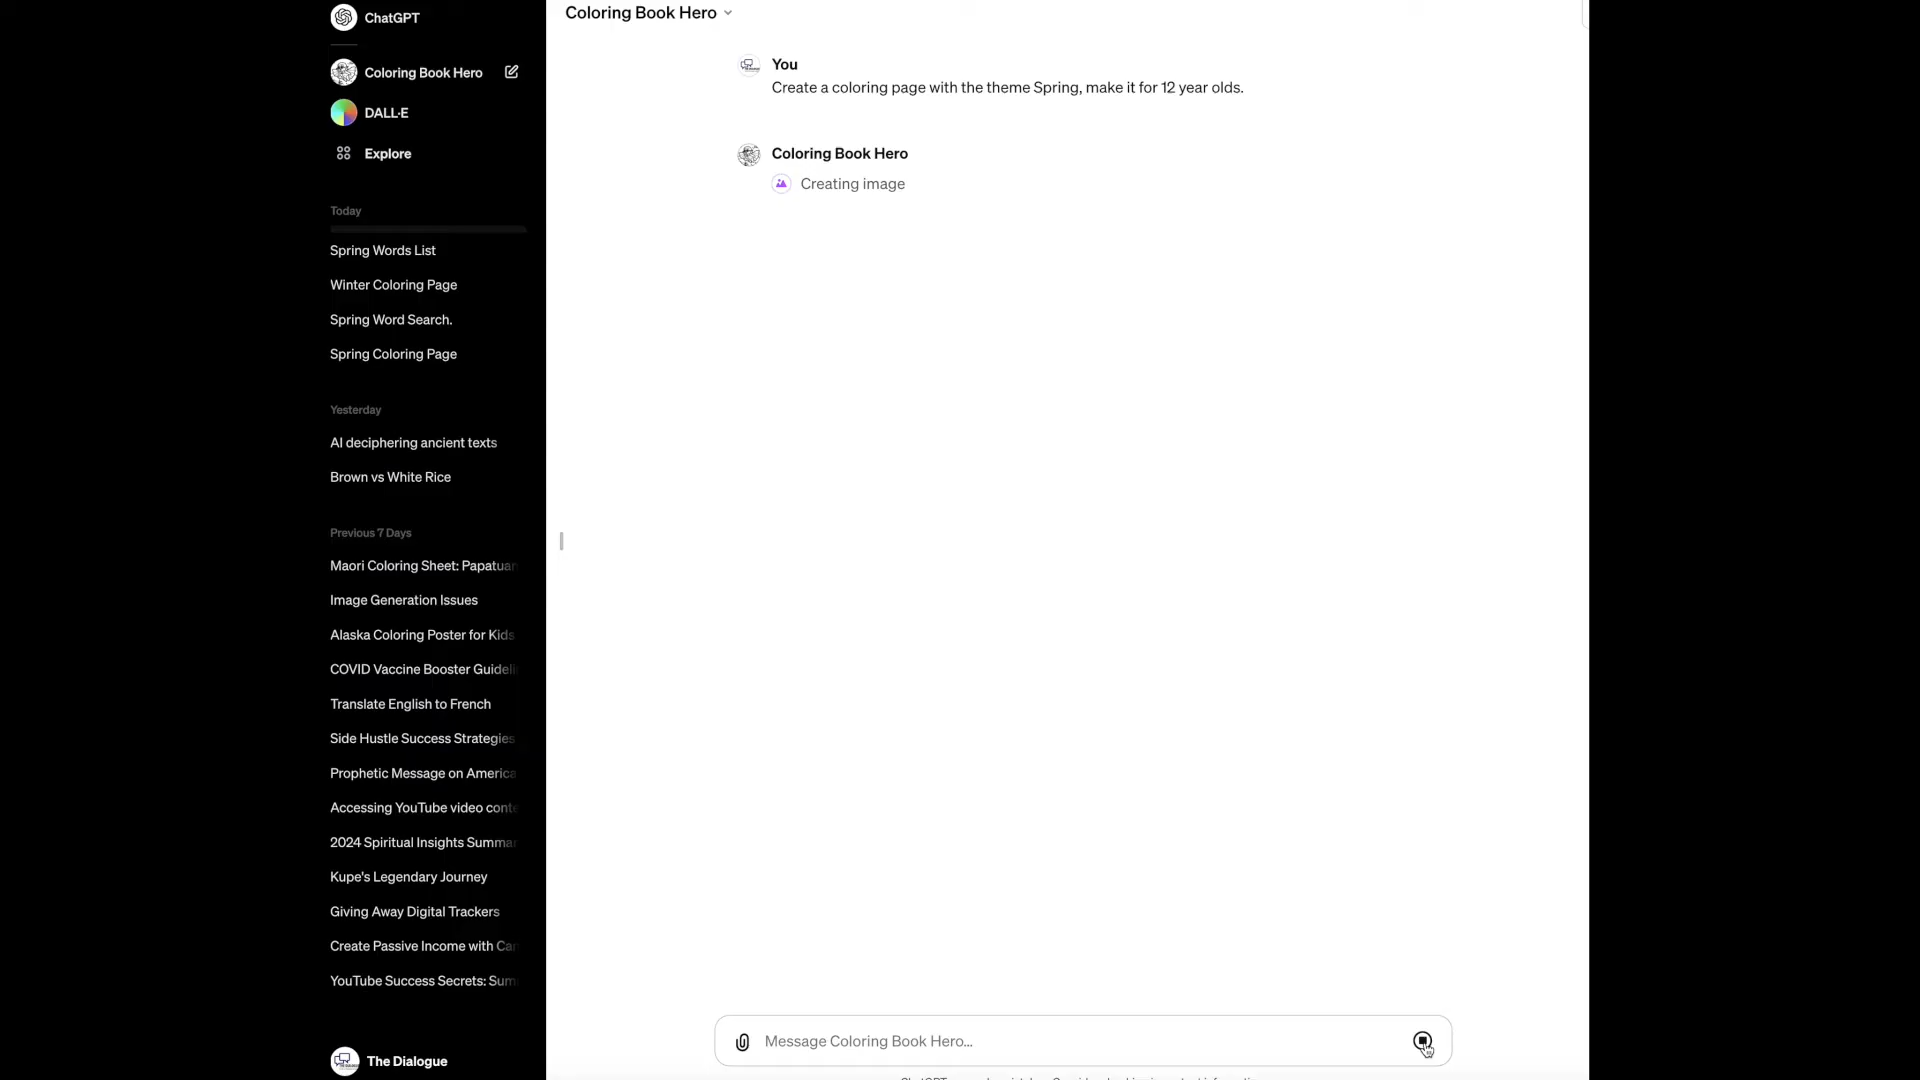 ChatGPT
Coloring Book Hero
DALL·E
Explore
Today
Spring Words List
Winter Coloring Page
Spring Word Search.
Spring Coloring Page
Yesterday
AI deciphering ancient texts
Brown vs White Rice
Previous 7 Days
Maori Coloring Sheet: Papatuan
Image Generation Issues
Alaska Coloring Poster for Kids
COVID Vaccine Booster Guideli
Translate English to French
Side Hustle Success Strategies
Prophetic Message on America
Accessing YouTube video conte
2024 Spiritual Insights Summar
Kupe's Legendary Journey
Giving Away Digital Trackers
Create Passive Income with Can
YouTube Success Secrets: Sum
The Dialogue
Coloring Book Hero
You
Create a coloring page with the theme Spring, make it for 12 year olds.
Coloring Book Hero
Creating image
Message Coloring Book Hero...